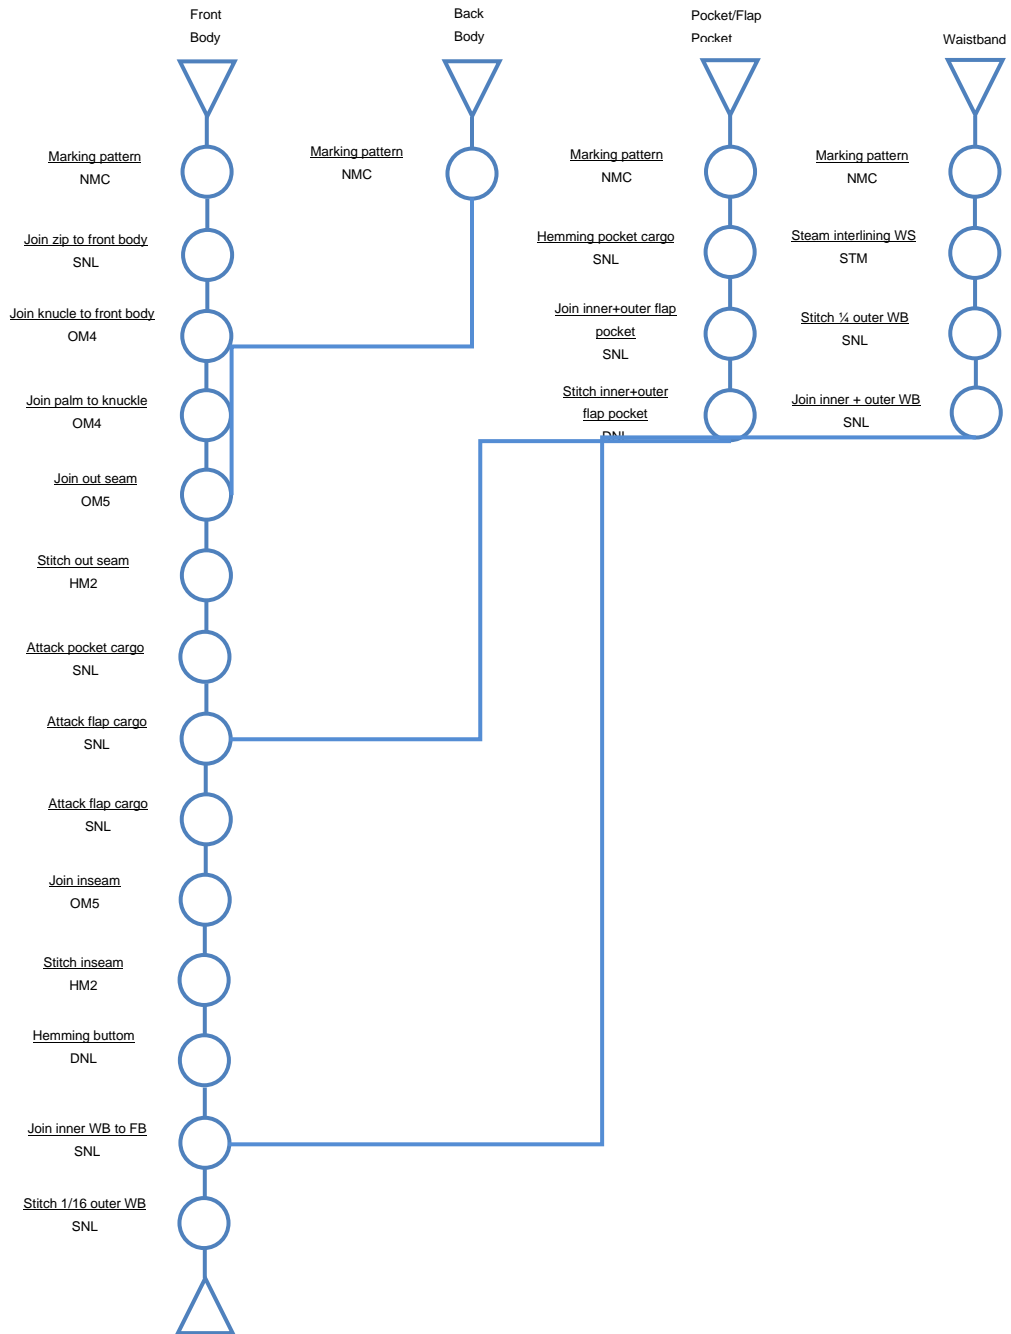 Front
Body
Marking pattern
NMC
Join zip to front body
SNL
Join knucle to front body
OM4
Join palm to knuckle
OM4
Join out seam
OM5
Stitch out seam
HM2
Attack pocket cargo
SNL
Attack flap cargo
SNL
Attack flap cargo
SNL
Join inseam
OM5
Stitch inseam
HM2
Hemming buttom
DNL
Join inner WB to FB
SNL
Stitch 1/16 outer WB
SNL
Back
Body
Marking pattern
NMC
Pocket/Flap
Pocket
Marking pattern
NMC
Hemming pocket cargo
SNL
Join inner+outer flap
pocket
SNL
Stitch inner+outer
flap pocket
DNL
Waistband
Marking pattern
NMC
Steam interlining WS
STM
Stitch ¼ outer WB
SNL
Join inner + outer WB
SNL